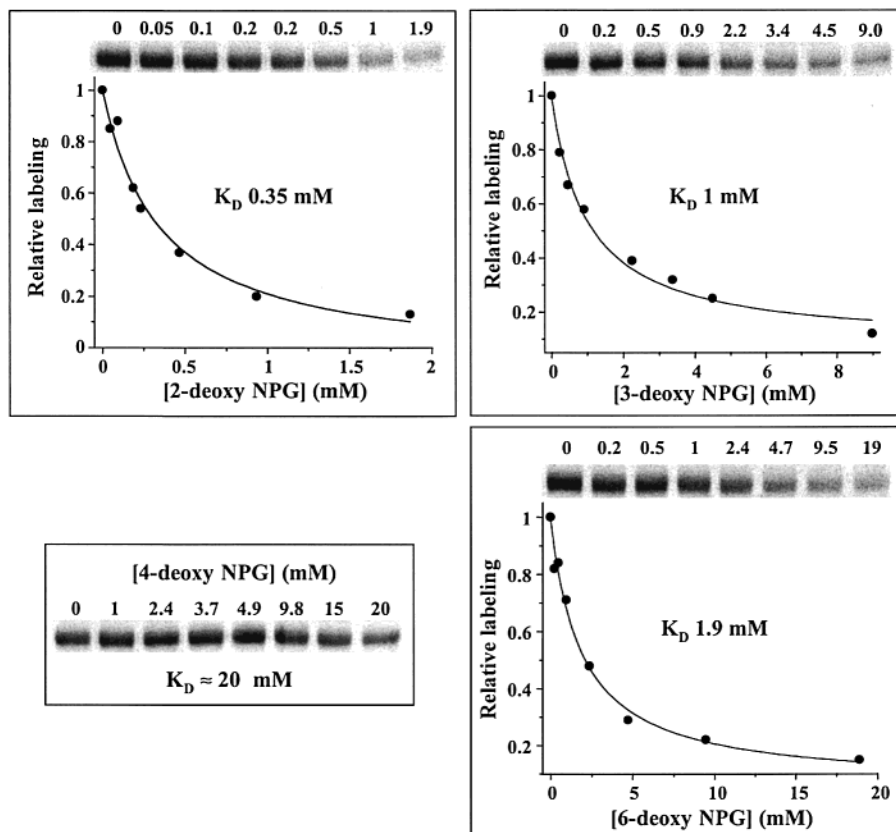 0 0.05 0.1 0.2 0.2 0.5 1 1.9
1
0.8
0.6
0.4
0.2
0
Relative labeling
K_D 0.35 mM
0 0.5 1 1.5 2
[2-deoxy NPG] (mM)
0 0.2 0.5 0.9 2.2 3.4 4.5 9.0
1
0.8
0.6
0.4
0.2
Relative labeling
K_D 1 mM
0 2 4 6 8
[3-deoxy NPG] (mM)
[4-deoxy NPG] (mM)
0 1 2.4 3.7 4.9 9.8 15 20
K_D ≈ 20 mM
0 0.2 0.5 1 2.4 4.7 9.5 19
1
0.8
0.6
0.4
0.2
Relative labeling
K_D 1.9 mM
0 5 10 15 20
[6-deoxy NPG] (mM)